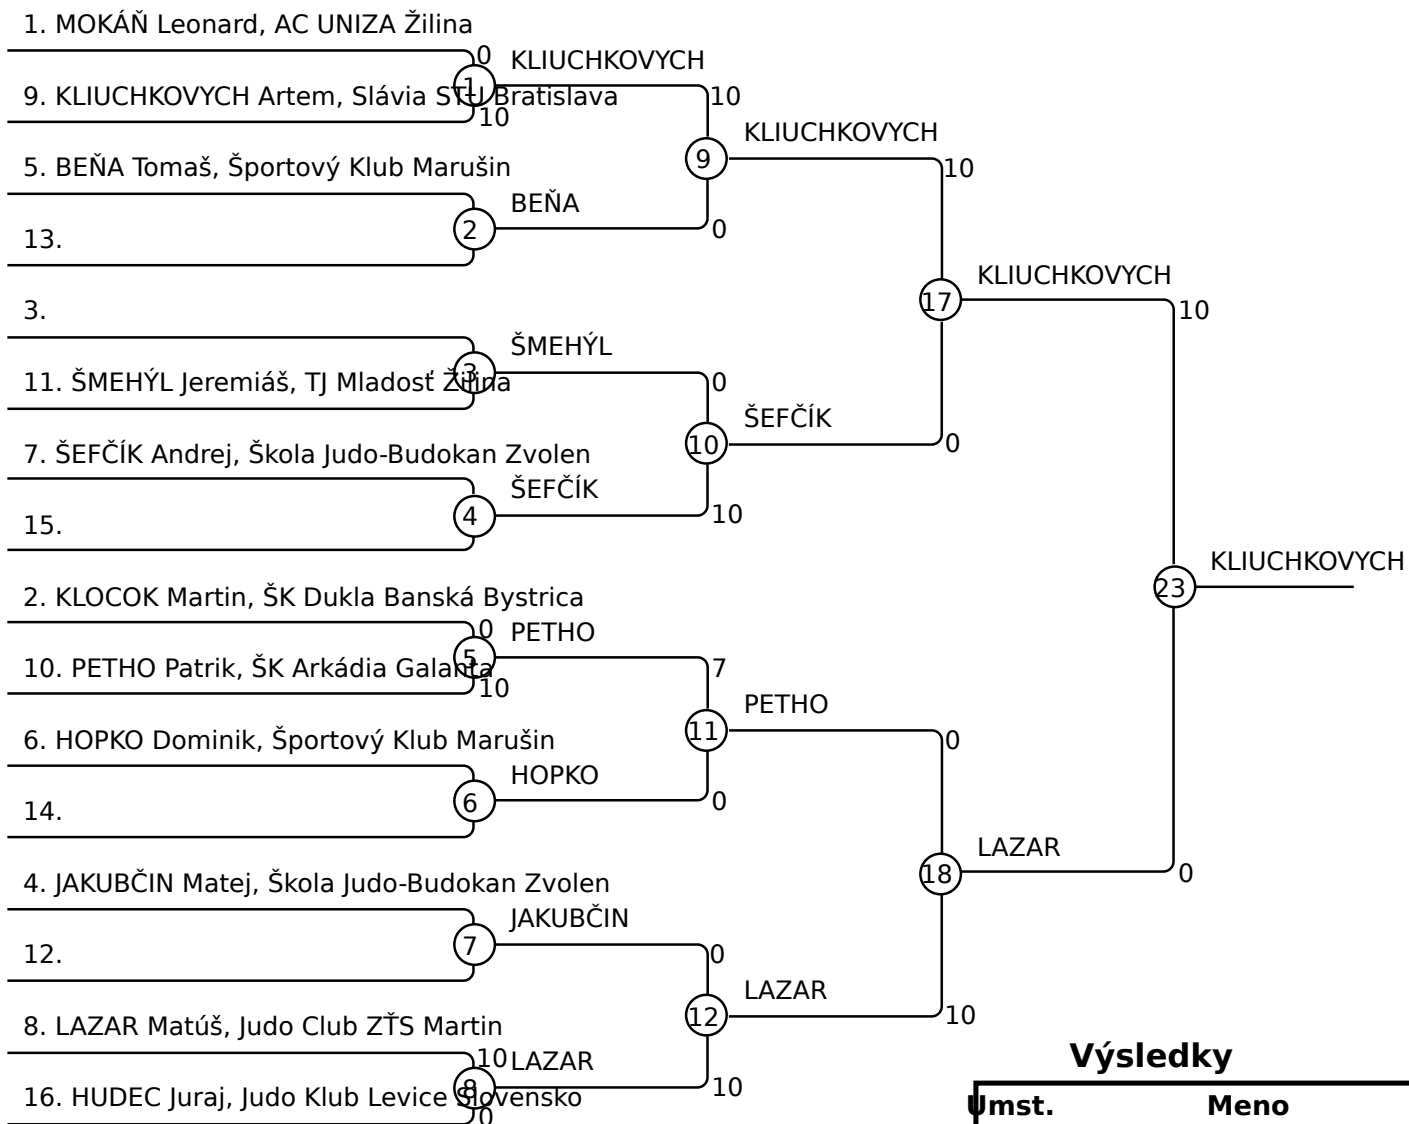 1. MOKÁŇ Leonard, AC UNIZA Žilina
0
KLIUCHKOVYCH
1
9. KLIUCHKOVYCH Artem, Slávia STU Bratislava
10
10
KLIUCHKOVYCH
9
10
5. BEŇA Tomaš, Športový Klub Marušin
BEŇA
2
0
13.
KLIUCHKOVYCH
17
10
3.
ŠMEHÝL
3
0
11. ŠMEHÝL Jeremiáš, TJ Mladosť Žilina
ŠEFČÍK
10
0
7. ŠEFČÍK Andrej, Škola Judo-Budokan Zvolen
ŠEFČÍK
4
10
15.
KLIUCHKOVYCH
23
2. KLOCOK Martin, ŠK Dukla Banská Bystrica
0
PETHO
5
7
10. PETHO Patrik, ŠK Arkádia Galanta
10
PETHO
11
0
6. HOPKO Dominik, Športový Klub Marušin
HOPKO
6
0
14.
LAZAR
18
0
4. JAKUBČIN Matej, Škola Judo-Budokan Zvolen
JAKUBČIN
7
0
12.
LAZAR
12
10
8. LAZAR Matúš, Judo Club ZŤS Martin
10
LAZAR
8
10
16. HUDEC Juraj, Judo Klub Levice Slovensko
0
Výsledky
Umst. Meno